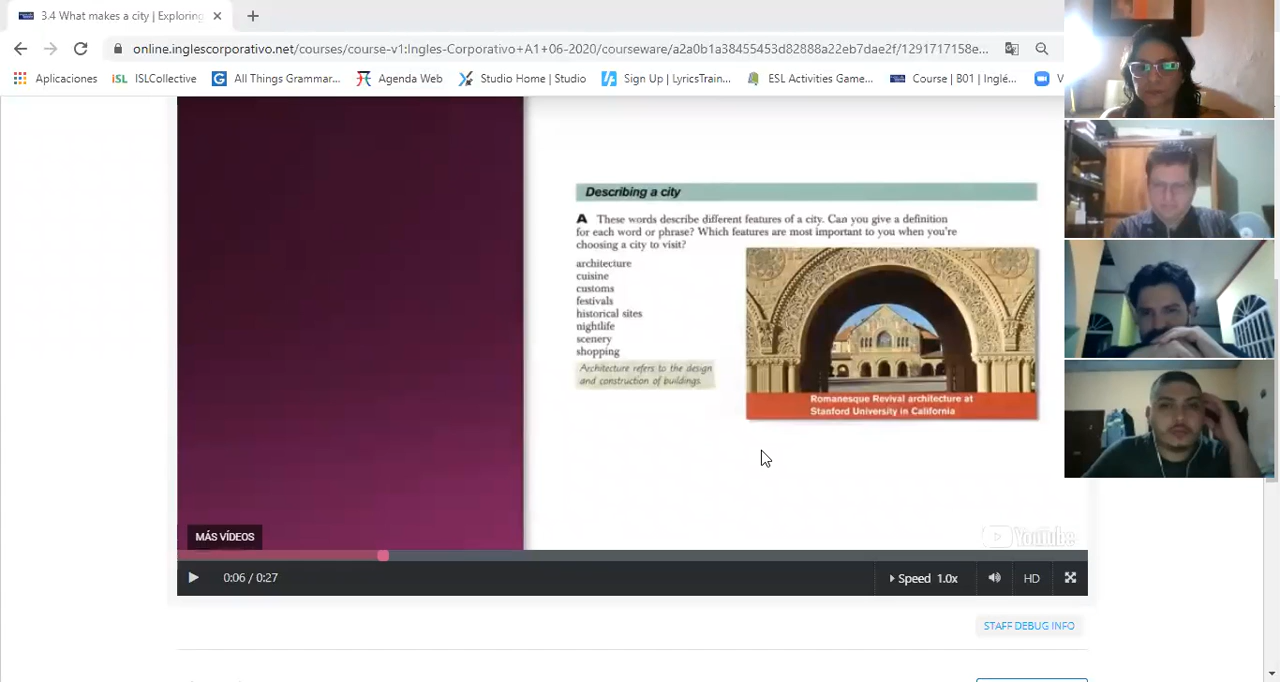 3.4 What makes a city | Exploring
online.inglescorporativo.net/courses/course-v1:Ingles-Corporativo+A1+06-2020/courseware/a2a0b1a38455453d82888a22eb7dae2f/1291717158e...
Aplicaciones iSL ISLCollective G All Things Grammar... Agenda Web Studio Home | Studio Sign Up | LyricsTrain... ESL Activities Game... Course | B01 | Inglé... V
Describing a city
A These words describe different features of a city. Can you give a definition
for each word or phrase? Which features are most important to you when you're
choosing a city to visit?
architecture
cuisine
customs
festivals
historical sites
nightlife
scenery
shopping
Architecture refers to the design
and construction of buildings.
Romanesque Revival architecture at
Stanford University in California
MÁS VÍDEOS
YouTube
0:06 / 0:27
Speed 1.0x
HD
STAFF DEBUG INFO